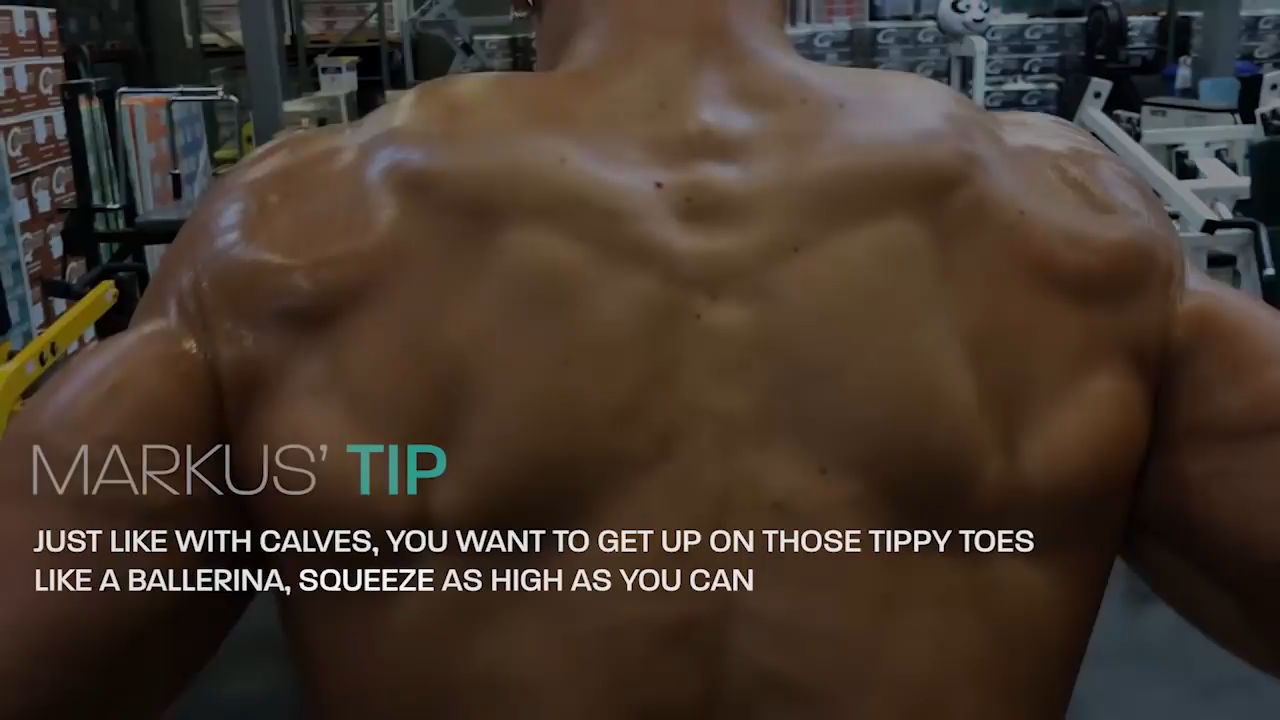 MARKUS' TIP
JUST LIKE WITH CALVES, YOU WANT TO GET UP ON THOSE TIPPY TOES
LIKE A BALLERINA, SQUEEZE AS HIGH AS YOU CAN